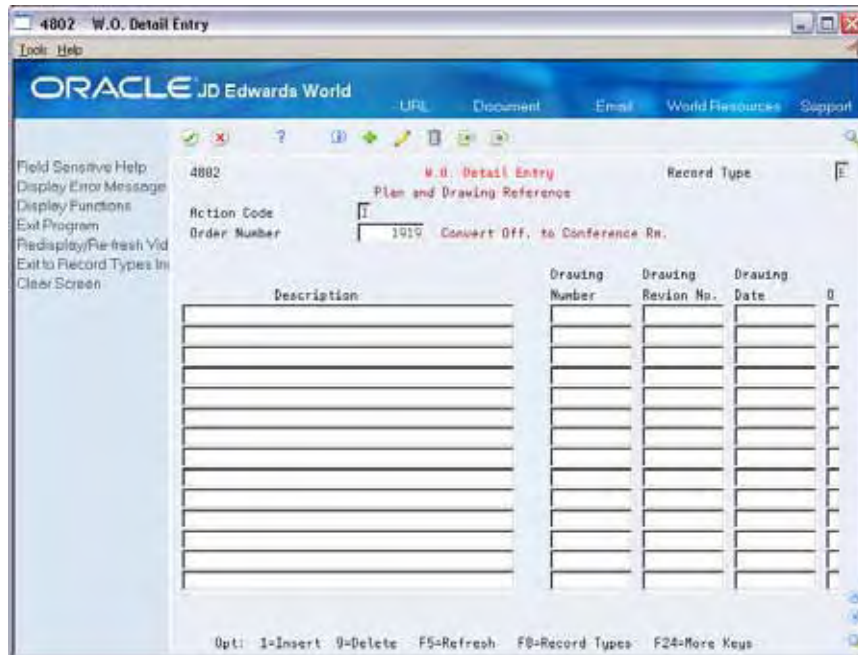 4802 W.O. Detail Entry
Tools Help
ORACLE JD Edwards World
URL Document Email World Resources Support
Field Sensitive Help
Display Error Message
Display Functions
Exit Program
Redisplay/Re-fresh Vid
Exit to Record Types In
Clear Screen
4802 W.O. Detail Entry Record Type E
Plan and Drawing Reference
Action Code I
Order Number 1919 Convert Off. to Conference Rm.
Drawing Drawing Drawing
Description Number Revion No. Date O
Opt: 1=Insert 9=Delete F5=Refresh F8=Record Types F24=More Keys